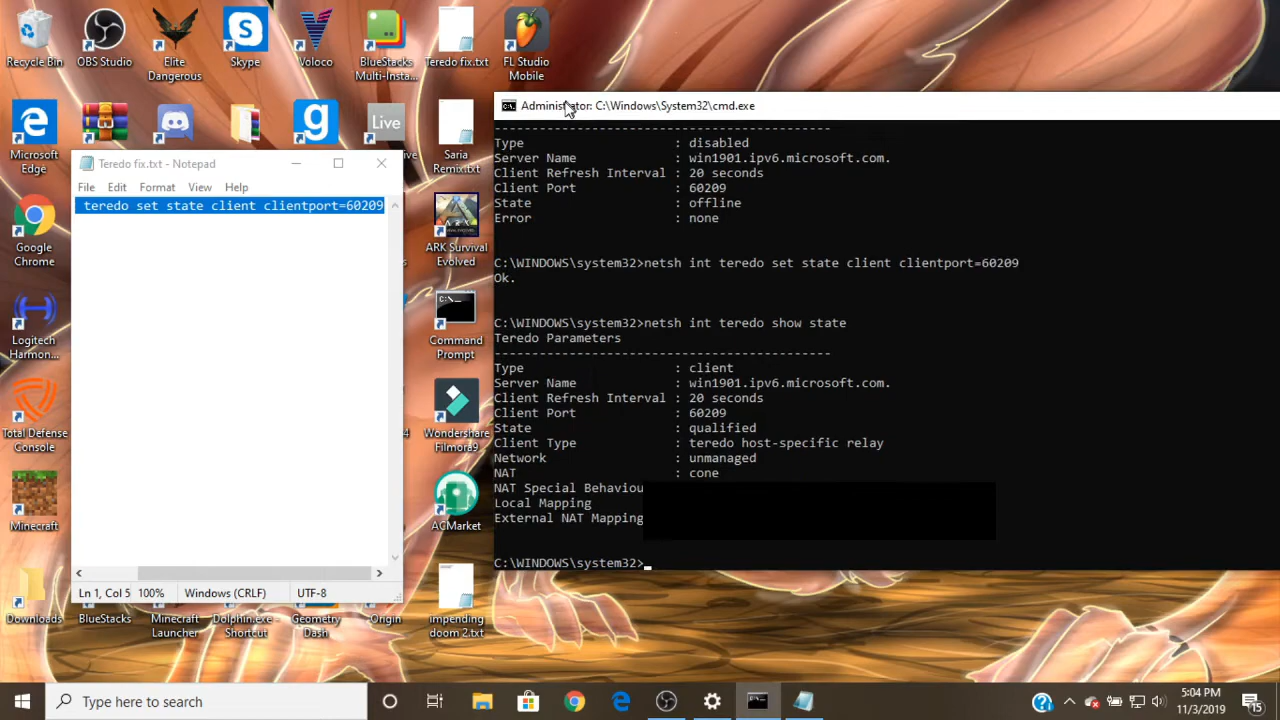 Recycle Bin
OBS Studio
Elite
Dangerous
Skype
Voloco
BlueStacks
Multi-Insta...
Teredo fix.txt
FL Studio
Mobile
Microsoft
Edge
Live
Saria
Remix.txt
Google
Chrome
ARK Survival
Evolved
Logitech
Harmon...
Command
Prompt
Total Defense
Console
Wondershare
Filmora9
Minecraft
ACMarket
Downloads
BlueStacks
Minecraft
Launcher
Dolphin.exe -
Shortcut
Geometry
Dash
Origin
impending
doom 2.txt
Teredo fix.txt - Notepad
File Edit Format View Help
teredo set state client clientport=60209
Ln 1, Col 5 100% Windows (CRLF) UTF-8
Administrator: C:\Windows\System32\cmd.exe
---------------------------------------------
Type : disabled
Server Name : win1901.ipv6.microsoft.com.
Client Refresh Interval : 20 seconds
Client Port : 60209
State : offline
Error : none
C:\WINDOWS\system32>netsh int teredo set state client clientport=60209
Ok.
C:\WINDOWS\system32>netsh int teredo show state
Teredo Parameters
---------------------------------------------
Type : client
Server Name : win1901.ipv6.microsoft.com.
Client Refresh Interval : 20 seconds
Client Port : 60209
State : qualified
Client Type : teredo host-specific relay
Network : unmanaged
NAT : cone
NAT Special Behaviou
Local Mapping
External NAT Mapping
C:\WINDOWS\system32>
Type here to search
5:04 PM
11/3/2019
15